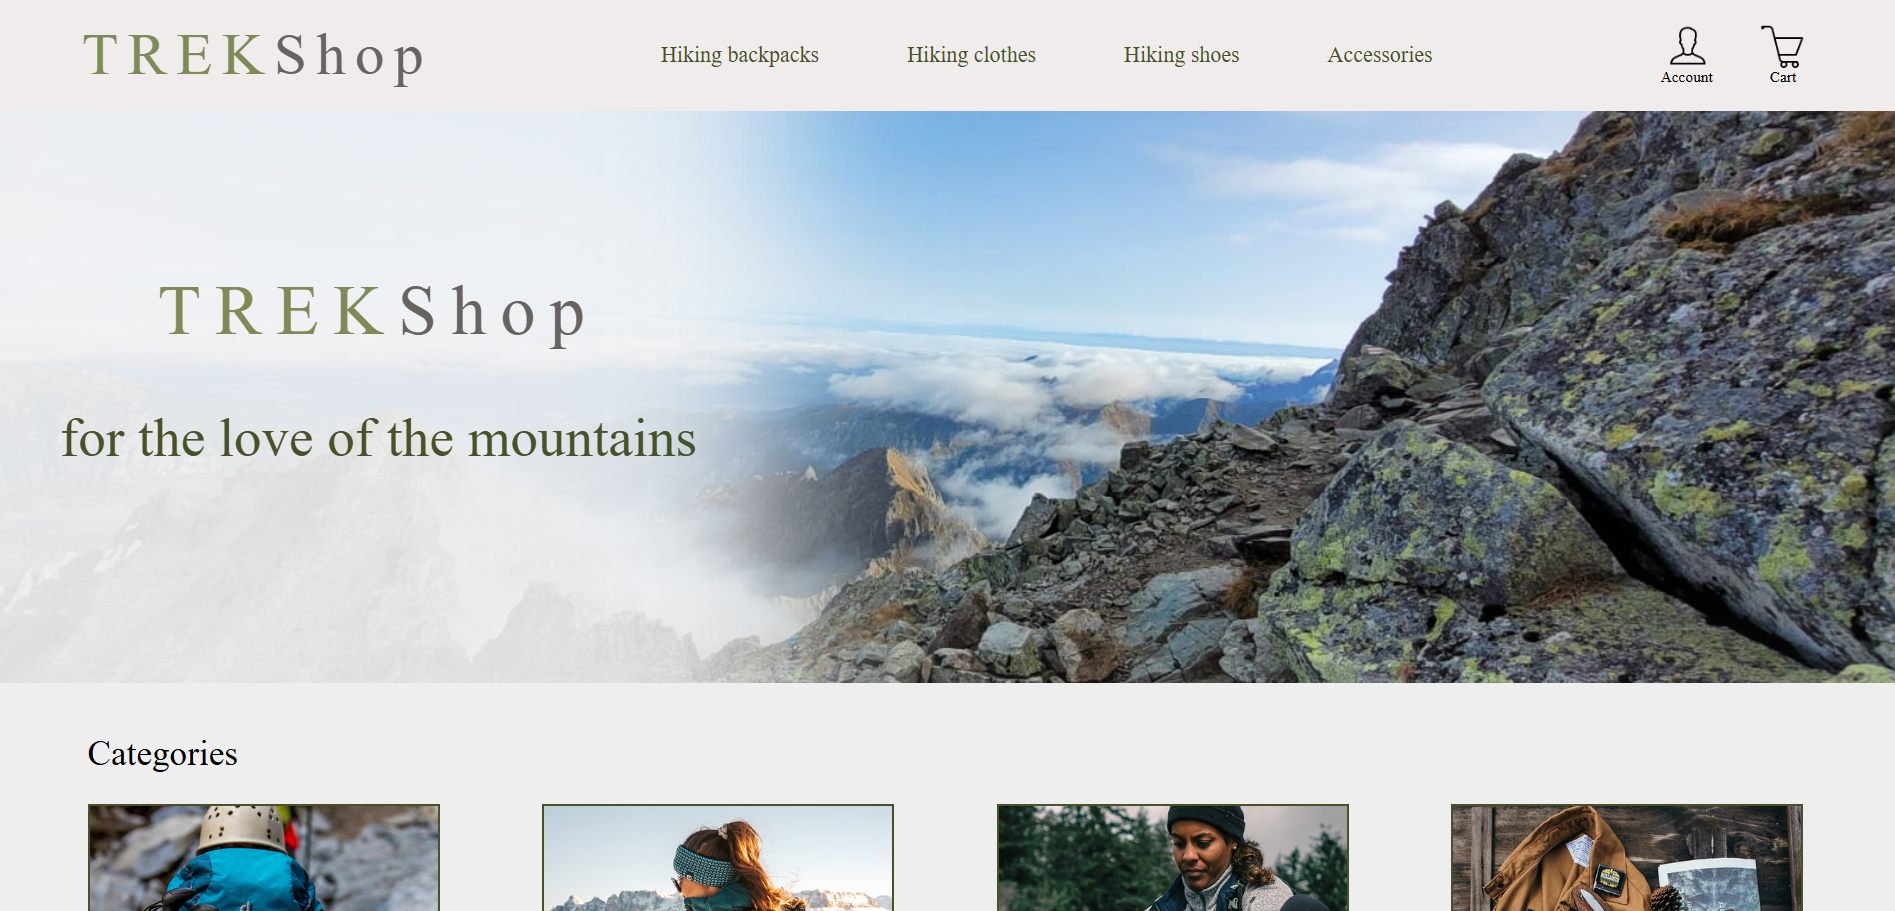 TREKShop
Hiking backpacks
Hiking clothes
Hiking shoes
Accessories
Account
Cart
TREKShop
for the love of the mountains
Categories